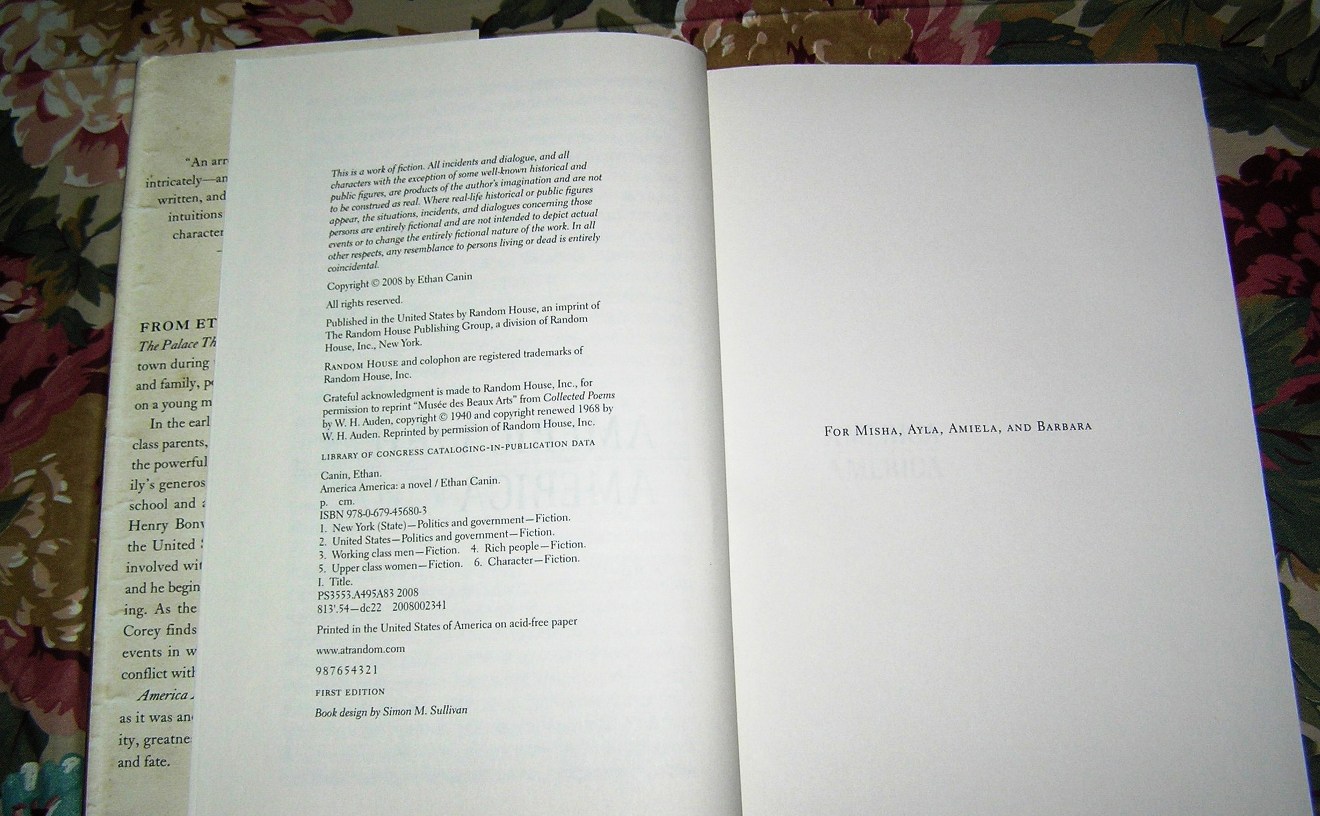 "An arr
intricately—an
written, and
intuitions
character
—
FROM ET
The Palace Th
town during
and family, p
on a young m
In the earl
class parents,
the powerful
ily's generos
school and a
Henry Bonw
the United S
involved wit
and he begin
ing. As the
Corey finds
events in w
conflict with
America A
as it was an
ity, greatne
and fate.
This is a work of fiction. All incidents and dialogue, and all
characters with the exception of some well-known historical and
public figures, are products of the author's imagination and are not
to be construed as real. Where real-life historical or public figures
appear, the situations, incidents, and dialogues concerning those
persons are entirely fictional and are not intended to depict actual
events or to change the entirely fictional nature of the work. In all
other respects, any resemblance to persons living or dead is entirely
coincidental.
Copyright © 2008 by Ethan Canin
All rights reserved.
Published in the United States by Random House, an imprint of
The Random House Publishing Group, a division of Random
House, Inc., New York.
RANDOM HOUSE and colophon are registered trademarks of
Random House, Inc.
Grateful acknowledgment is made to Random House, Inc., for
permission to reprint "Musée des Beaux Arts" from Collected Poems
by W. H. Auden, copyright © 1940 and copyright renewed 1968 by
W. H. Auden. Reprinted by permission of Random House, Inc.
LIBRARY OF CONGRESS CATALOGING-IN-PUBLICATION DATA
Canin, Ethan.
America America: a novel / Ethan Canin.
p. cm.
ISBN 978-0-679-45680-3
1. New York (State)—Politics and government—Fiction.
2. United States—Politics and government—Fiction.
3. Working class men—Fiction. 4. Rich people—Fiction.
5. Upper class women—Fiction. 6. Character—Fiction.
I. Title.
PS3553.A495A83 2008
813'.54—dc22 2008002341
Printed in the United States of America on acid-free paper
www.atrandom.com
987654321
FIRST EDITION
Book design by Simon M. Sullivan
FOR MISHA, AYLA, AMIELA, AND BARBARA